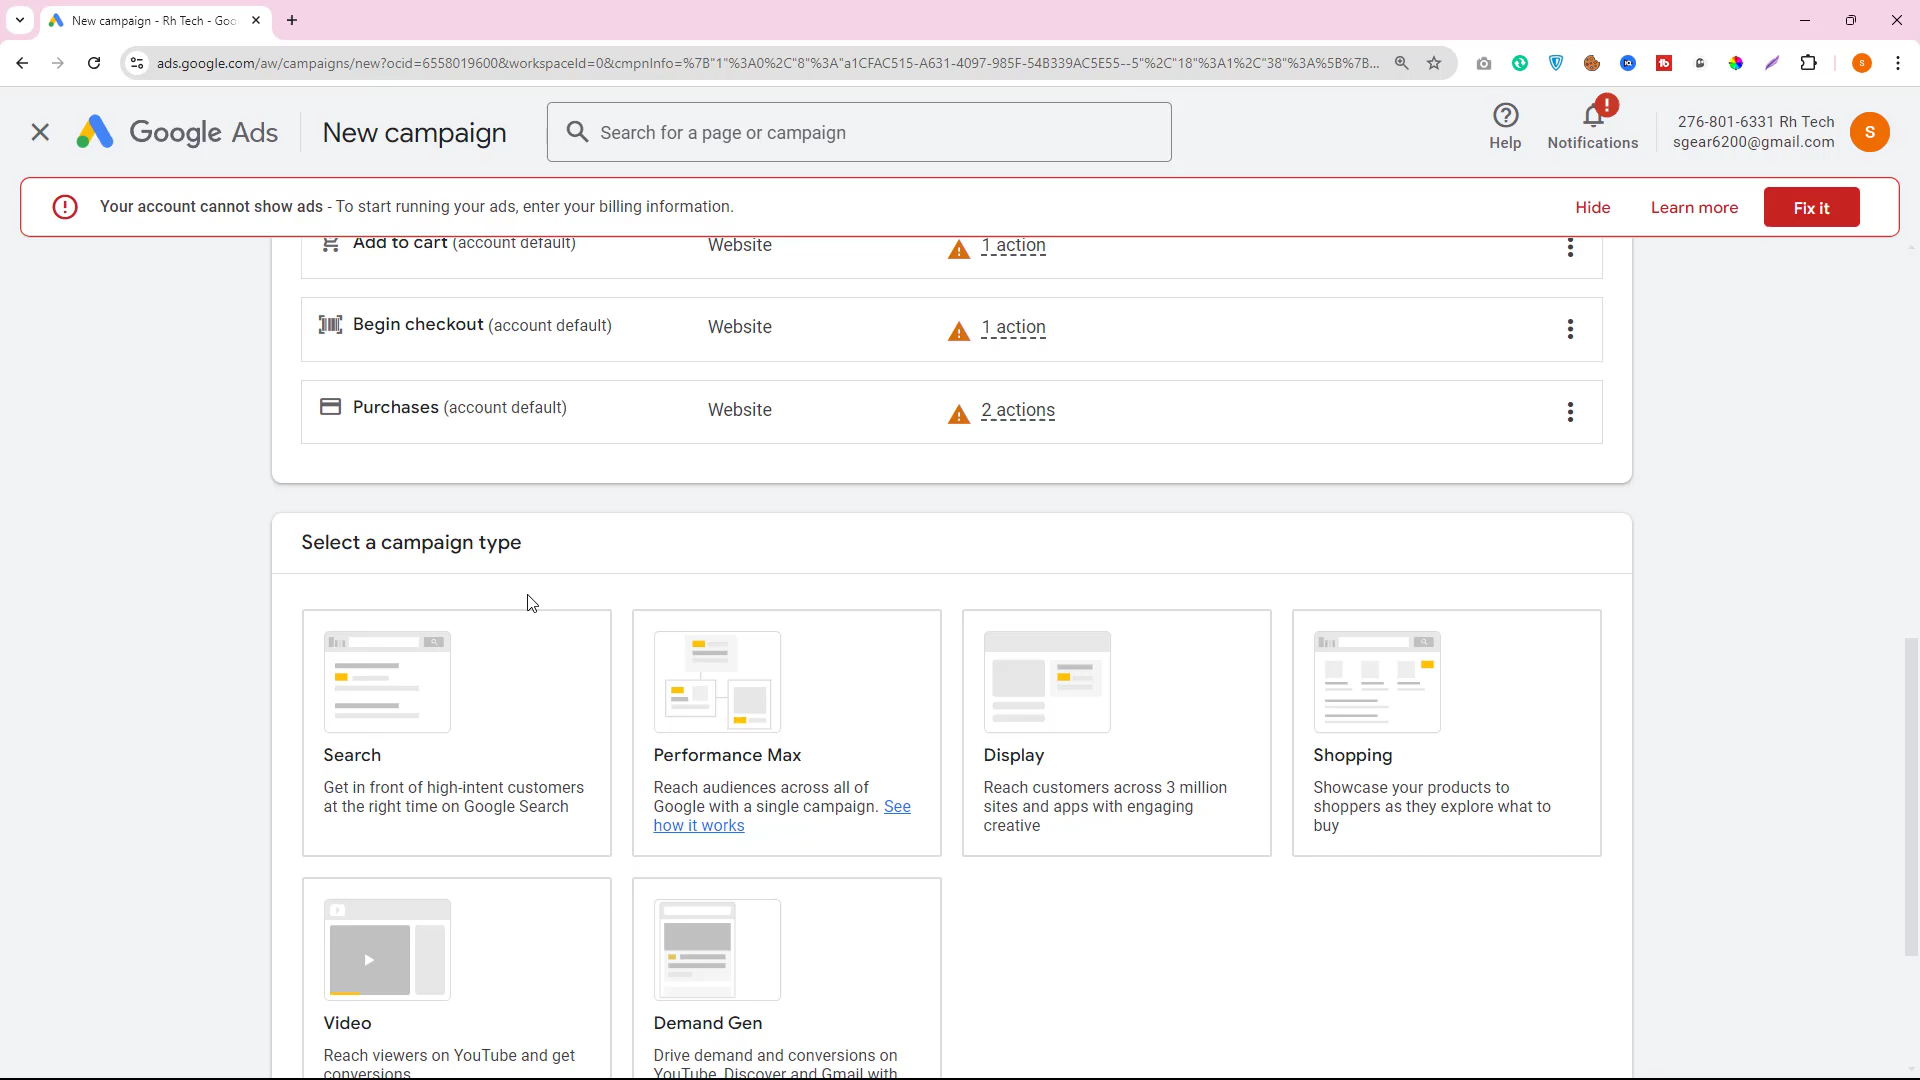 New campaign - Rh Tech - Goo
ads.google.com/aw/campaigns/new?ocid=6558019600&workspaceId=0&cmpnInfo=%7B"1"%3A0%2C"8"%3A"a1CFAC515-A631-4097-985F-54B339AC5E55--5"%2C"18"%3A1%2C"38"%3A%5B%7B...
Google Ads
New campaign
Search for a page or campaign
Help
Notifications
276-801-6331 Rh Tech
sgear6200@gmail.com
S
Your account cannot show ads - To start running your ads, enter your billing information.
Hide
Learn more
Fix it
Add to cart (account default)
Website
1 action
Begin checkout (account default)
Website
1 action
Purchases (account default)
Website
2 actions
Select a campaign type
Search
Get in front of high-intent customers
at the right time on Google Search
Performance Max
Reach audiences across all of
Google with a single campaign. See
how it works
Display
Reach customers across 3 million
sites and apps with engaging
creative
Shopping
Showcase your products to
shoppers as they explore what to
buy
Video
Reach viewers on YouTube and get
conversions
Demand Gen
Drive demand and conversions on
YouTube, Discover and Gmail with